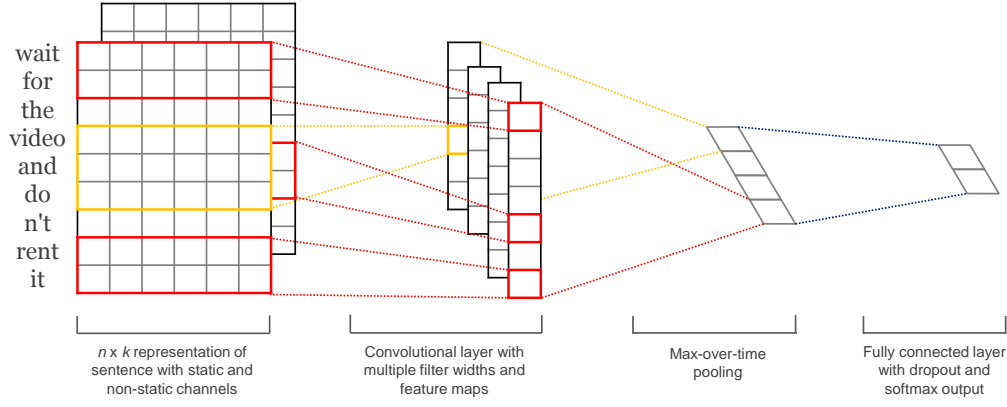 wait
for
the
video
and
do
n't
rent
it
n x k representation of
sentence with static and
non-static channels
Convolutional layer with
multiple filter widths and
feature maps
Max-over-time
pooling
Fully connected layer
with dropout and
softmax output